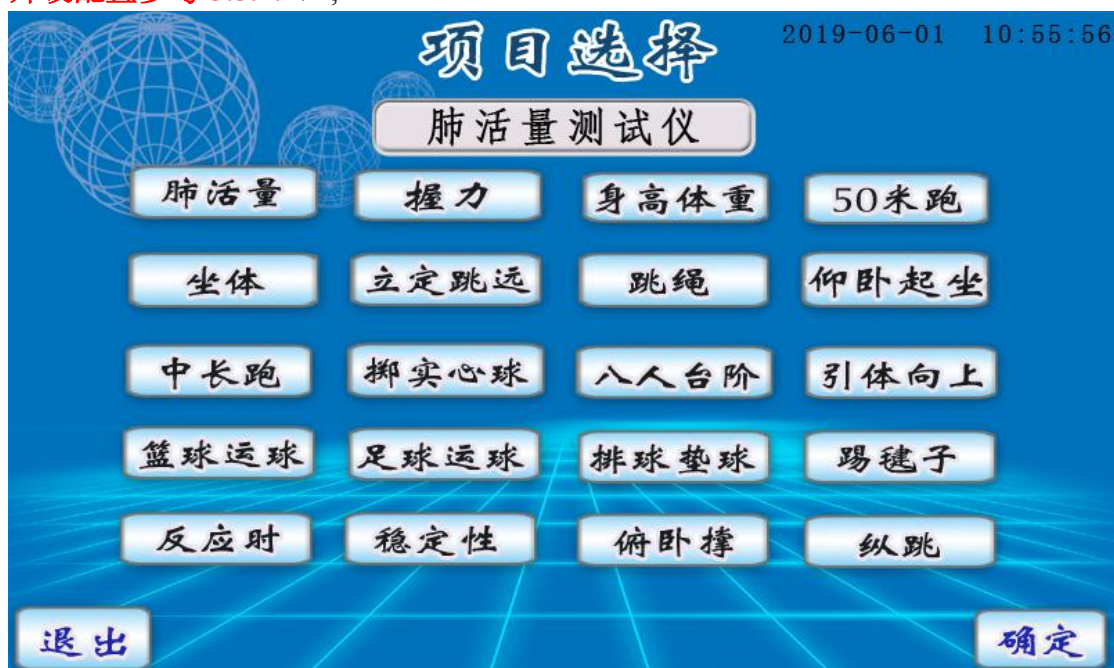 项目选择
2019-06-01 10:55:56
肺活量测试仪
肺活量 握力 身高体重 50米跑
坐体 立定跳远 跳绳 仰卧起坐
中长跑 掷实心球 八人台阶 引体向上
篮球运球 足球运球 排球垫球 踢毽子
反应时 稳定性 俯卧撑 纵跳
退出 确定